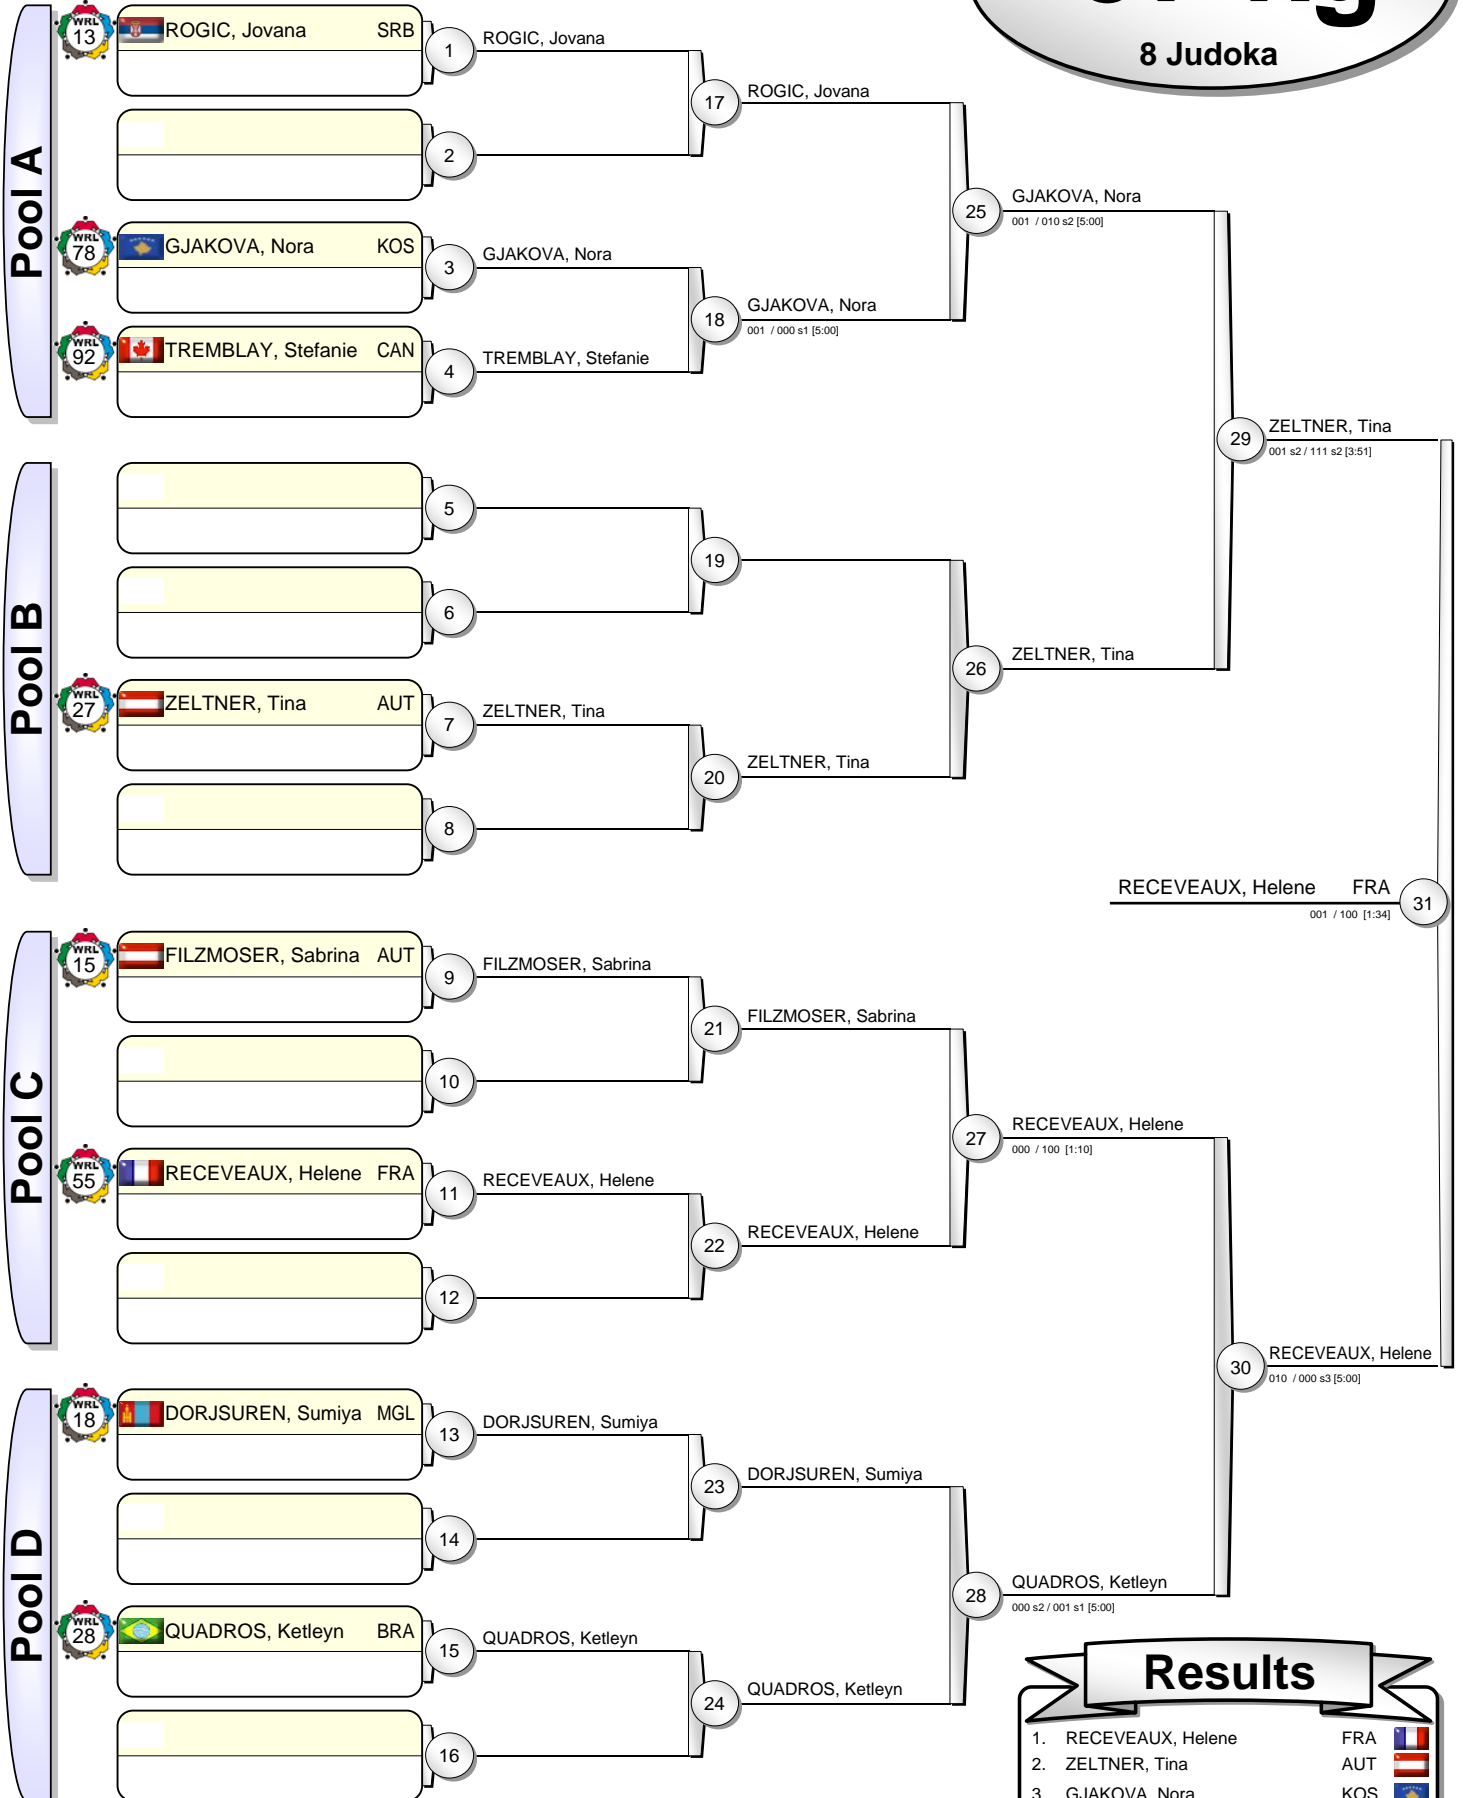 8 Judoka
Pool A
WRL 13 ROGIC, Jovana SRB
1 ROGIC, Jovana
2
17 ROGIC, Jovana
WRL 78 GJAKOVA, Nora KOS
3 GJAKOVA, Nora
WRL 92 TREMBLAY, Stefanie CAN
4 TREMBLAY, Stefanie
18 GJAKOVA, Nora
001 / 000 s1 [5:00]
25 GJAKOVA, Nora
001 / 010 s2 [5:00]
Pool B
5
6
19
WRL 27 ZELTNER, Tina AUT
7 ZELTNER, Tina
8
20 ZELTNER, Tina
26 ZELTNER, Tina
29 ZELTNER, Tina
001 s2 / 111 s2 [3:51]
RECEVEAUX, Helene FRA 31
001 / 100 [1:34]
Pool C
WRL 15 FILZMOSER, Sabrina AUT
9 FILZMOSER, Sabrina
10
21 FILZMOSER, Sabrina
WRL 55 RECEVEAUX, Helene FRA
11 RECEVEAUX, Helene
12
22 RECEVEAUX, Helene
27 RECEVEAUX, Helene
000 / 100 [1:10]
30 RECEVEAUX, Helene
010 / 000 s3 [5:00]
Pool D
WRL 18 DORJSUREN, Sumiya MGL
13 DORJSUREN, Sumiya
14
23 DORJSUREN, Sumiya
WRL 28 QUADROS, Ketleyn BRA
15 QUADROS, Ketleyn
16
24 QUADROS, Ketleyn
28 QUADROS, Ketleyn
000 s2 / 001 s1 [5:00]
Results
1. RECEVEAUX, Helene FRA
2. ZELTNER, Tina AUT
3. GJAKOVA, Nora KOS